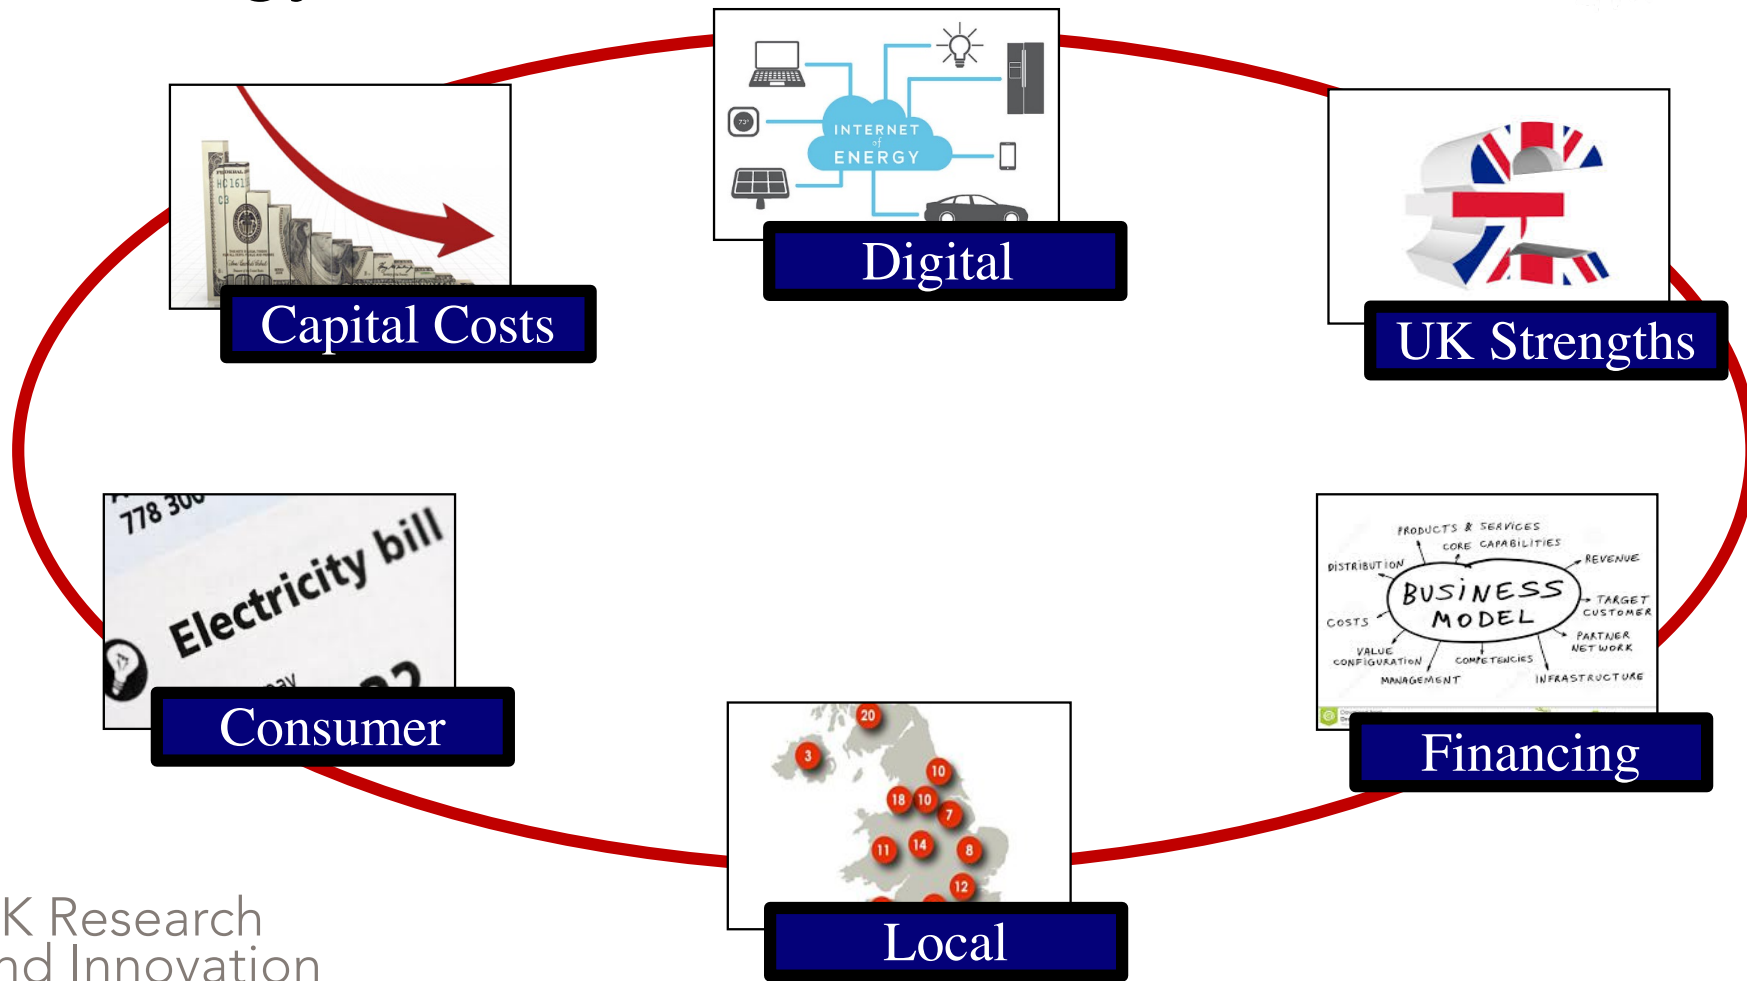 INTERNET
of
ENERGY
Digital
Capital Costs
UK Strengths
778 300
Electricity bill
Consumer
PRODUCTS & SERVICES
CORE CAPABILITIES
DISTRIBUTION
REVENUE
BUSINESS
MODEL
TARGET
CUSTOMER
COSTS
PARTNER
NETWORK
VALUE
CONFIGURATION
COMPETENCIES
MANAGEMENT
INFRASTRUCTURE
Financing
20
3
10
18
10
7
11
14
8
12
Local
K Research
nd Innovation